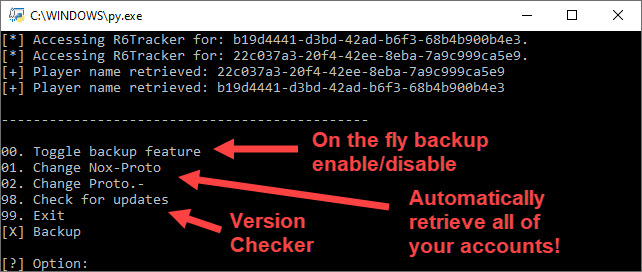 C:\WINDOWS\py.exe
[*] Accessing R6Tracker for: b19d4441-d3bd-42ad-b6f3-68b4b900b4e3.
[*] Accessing R6Tracker for: 22c037a3-20f4-42ee-8eba-7a9c999ca5e9.
[+] Player name retrieved: 22c037a3-20f4-42ee-8eba-7a9c999ca5e9
[+] Player name retrieved: b19d4441-d3bd-42ad-b6f3-68b4b900b4e3
----------------------------------------------
00. Toggle backup feature
01. Change Nox-Proto
02. Change Proto.-
98. Check for updates
99. Exit
[X] Backup
[?] Option:
On the fly backup
enable/disable
Automatically
retrieve all of
your accounts!
Version
Checker